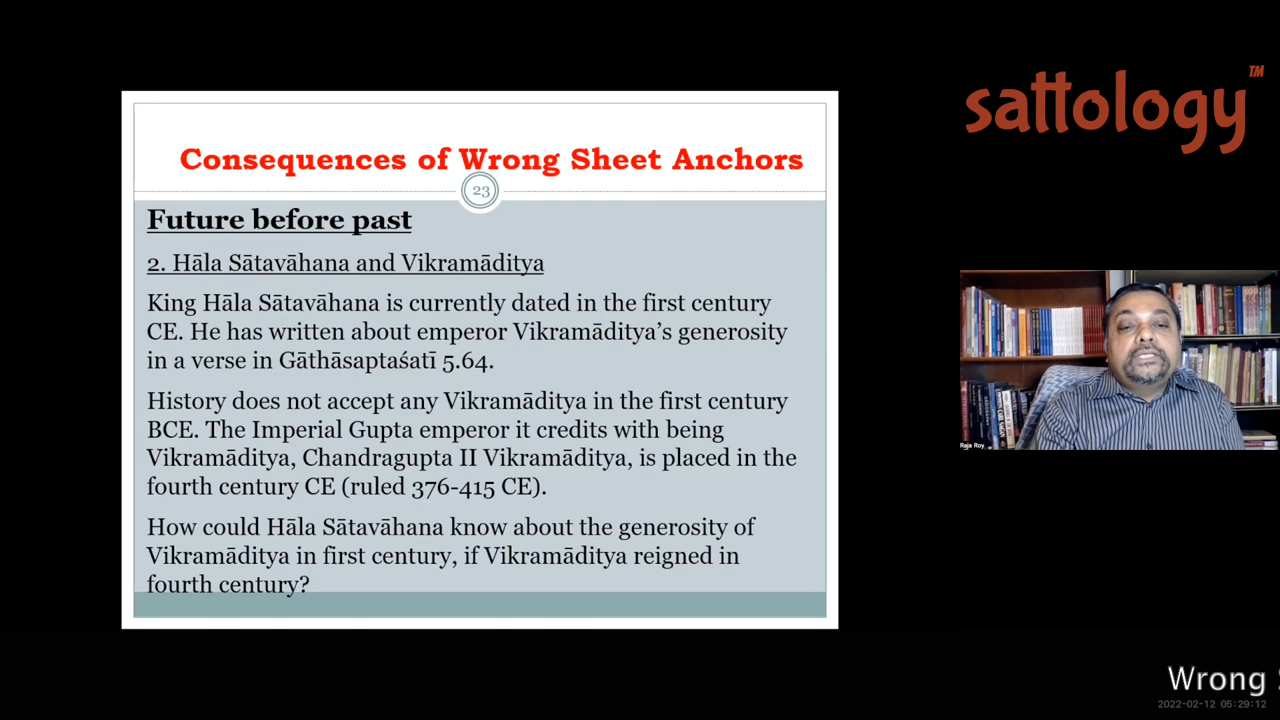 sattology
TM
Consequences of Wrong Sheet Anchors
23
Future before past
2. Hāla Sātavāhana and Vikramāditya
King Hāla Sātavāhana is currently dated in the first century
CE. He has written about emperor Vikramāditya's generosity
in a verse in Gāthāsaptaśatī 5.64.
History does not accept any Vikramāditya in the first century
BCE. The Imperial Gupta emperor it credits with being
Vikramāditya, Chandragupta II Vikramāditya, is placed in the
fourth century CE (ruled 376-415 CE).
How could Hāla Sātavāhana know about the generosity of
Vikramāditya in first century, if Vikramāditya reigned in
fourth century?
Raja Roy
Wrong
2022-02-12 05:29:12